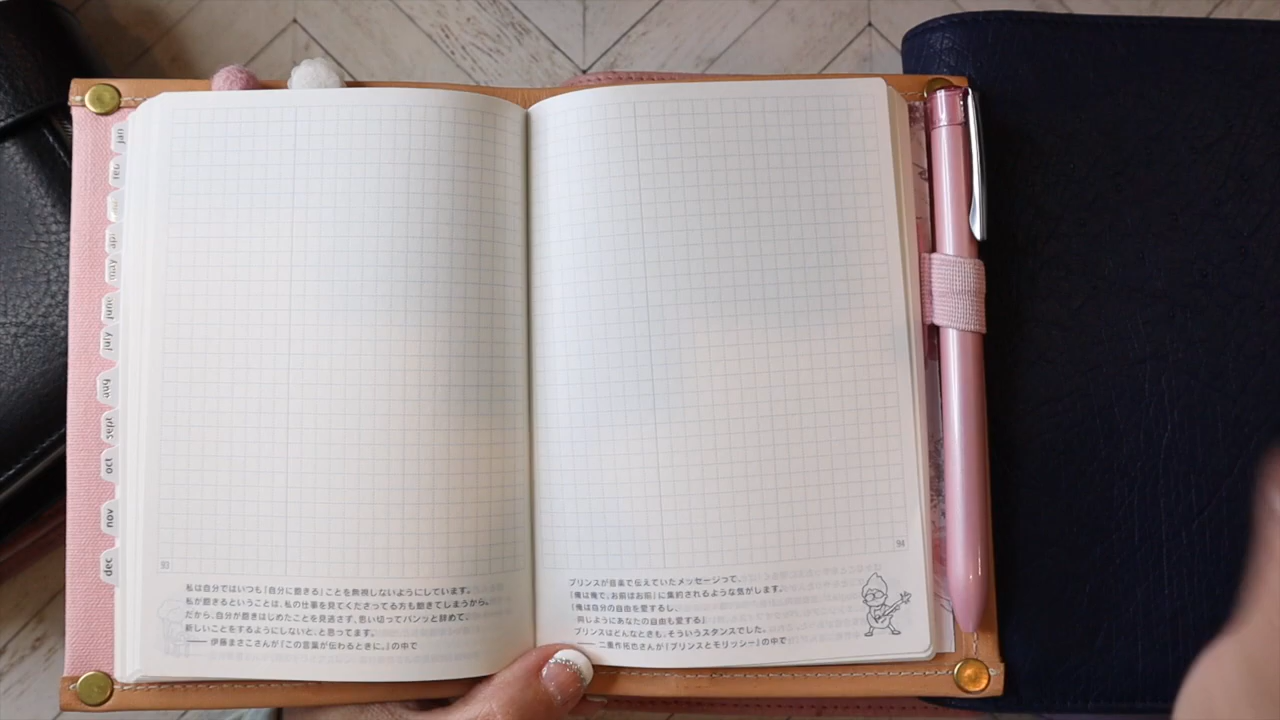 jan
feb
apr
may
june
july
aug
sept
oct
nov
dec
93
私は自分ではいつも「自分に飽きる」ことを無視しないようにしています。
私が飽きるということは、私の仕事を見てくださってる方も飽きてしまうから。
だから、自分が飽きはじめたことを見逃さず、思い切ってパンッと辞めて、
新しいことをするようにしないと、と思ってます。
―― 伊藤まさこさんが『この言葉が伝わるときに。』の中で
94
プリンスが音楽で伝えていたメッセージって、
「俺は俺で、お前はお前」に集約されるような気がします。
「俺は自分の自由を愛するし、
同じようにあなたの自由も愛する」
プリンスはどんなときも、そういうスタンスでした。
―― 二重作拓也さんが『プリンスとモリッシー』の中で